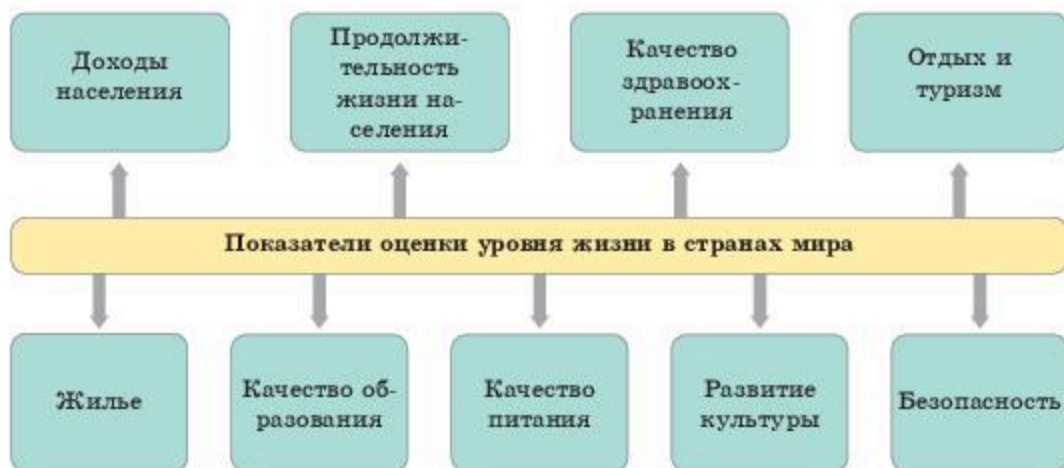 Доходы
населения
Продолжи-
тельность
жизни на-
селения
Качество
здравоох-
ранения
Отдых и
туризм
Показатели оценки уровня жизни в странах мира
Жилье
Качество об-
разования
Качество
питания
Развитие
культуры
Безопасность